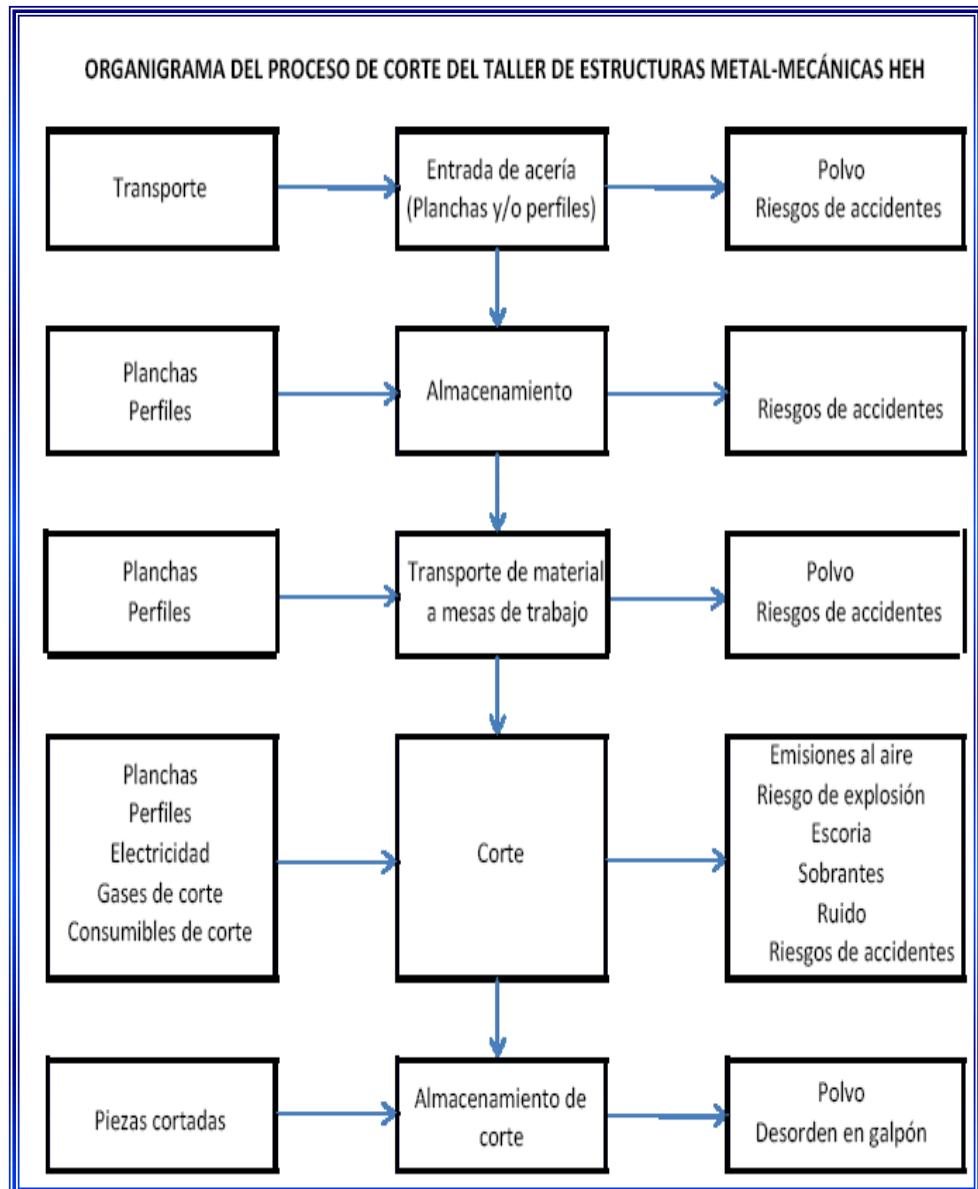 ORGANIGRAMA DEL PROCESO DE CORTE DEL TALLER DE ESTRUCTURAS METAL-MECÁNICAS HEH
Transporte
Entrada de acería
(Planchas y/o perfiles)
Polvo
Riesgos de accidentes
Planchas
Perfiles
Almacenamiento
Riesgos de accidentes
Planchas
Perfiles
Transporte de material
a mesas de trabajo
Polvo
Riesgos de accidentes
Planchas
Perfiles
Electricidad
Gases de corte
Consumibles de corte
Corte
Emisiones al aire
Riesgo de explosión
Escoria
Sobrantes
Ruido
Riesgos de accidentes
Piezas cortadas
Almacenamiento de
corte
Polvo
Desorden en galpón